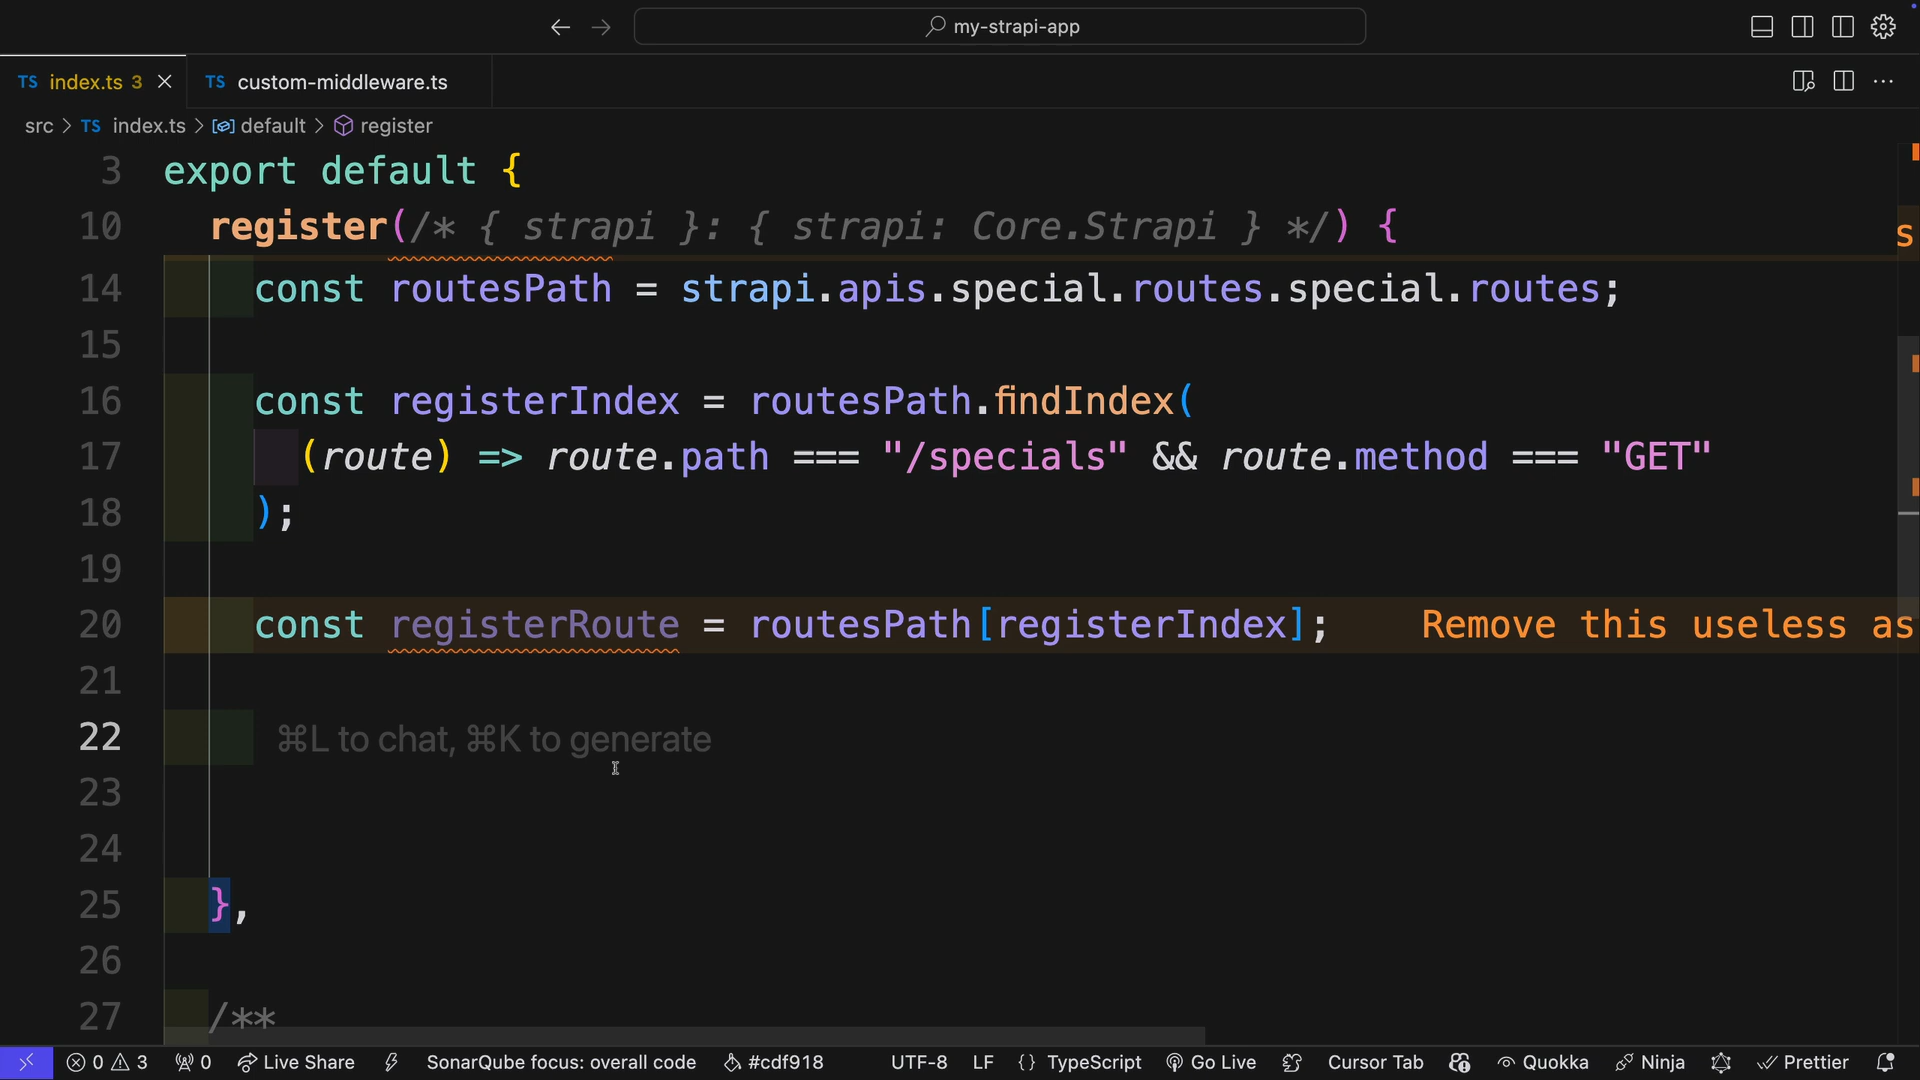 my-strapi-app
TS index.ts 3
TS custom-middleware.ts
src > TS index.ts > default > register
3 export default {
10 register(/* { strapi }: { strapi: Core.Strapi } */) {
s
14 const routesPath = strapi.apis.special.routes.special.routes;
15
16 const registerIndex = routesPath.findIndex(
17 (route) => route.path === "/specials" && route.method === "GET"
18 );
19
20 const registerRoute = routesPath[registerIndex]; Remove this useless as
21
22 ⌘L to chat, ⌘K to generate
23
24
25 },
26
27 /**
0 3 0 Live Share SonarQube focus: overall code #cdf918 UTF-8 LF {} TypeScript Go Live Cursor Tab Quokka Ninja Prettier